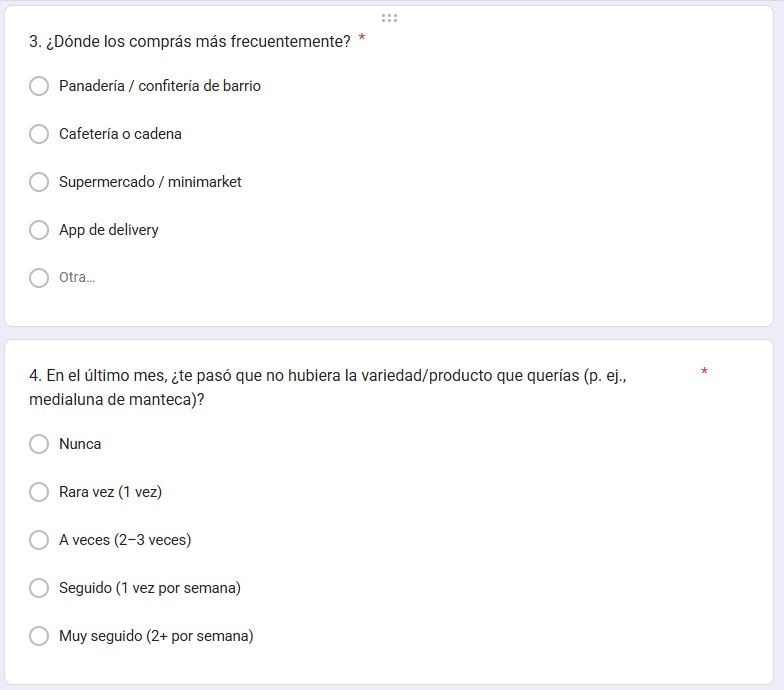 3. ¿Dónde los comprás más frecuentemente? *
Panadería / confitería de barrio
Cafetería o cadena
Supermercado / minimarket
App de delivery
Otra...
4. En el último mes, ¿te pasó que no hubiera la variedad/producto que querías (p. ej., *
medialuna de manteca)?
Nunca
Rara vez (1 vez)
A veces (2–3 veces)
Seguido (1 vez por semana)
Muy seguido (2+ por semana)